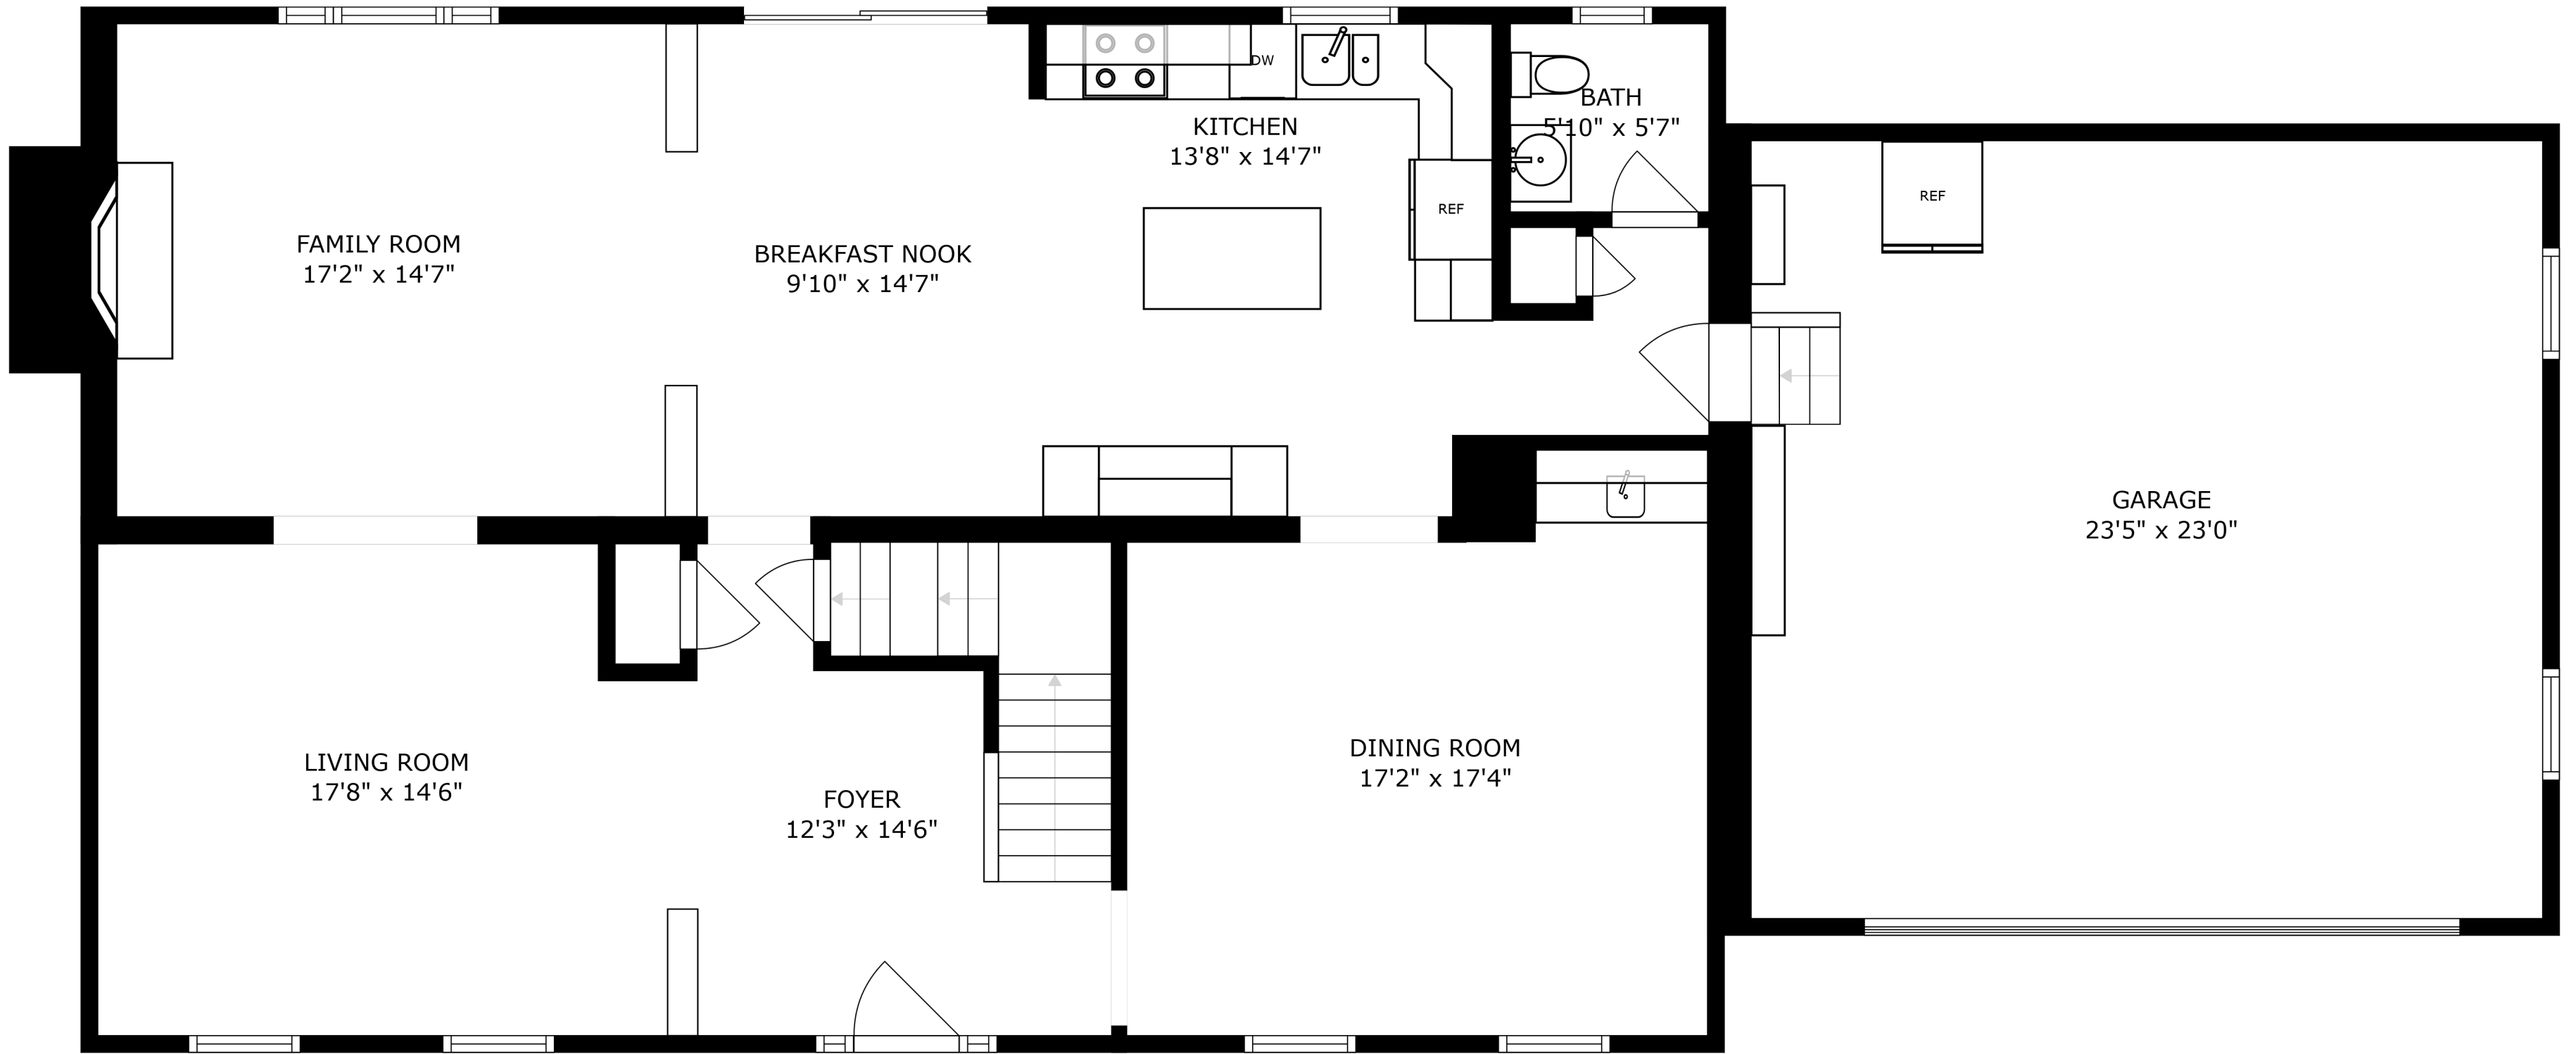 DW
BATH
5'10" x 5'7"
KITCHEN
13'8" x 14'7"
REF
REF
FAMILY ROOM
17'2" x 14'7"
BREAKFAST NOOK
9'10" x 14'7"
GARAGE
23'5" x 23'0"
LIVING ROOM
17'8" x 14'6"
FOYER
12'3" x 14'6"
DINING ROOM
17'2" x 17'4"